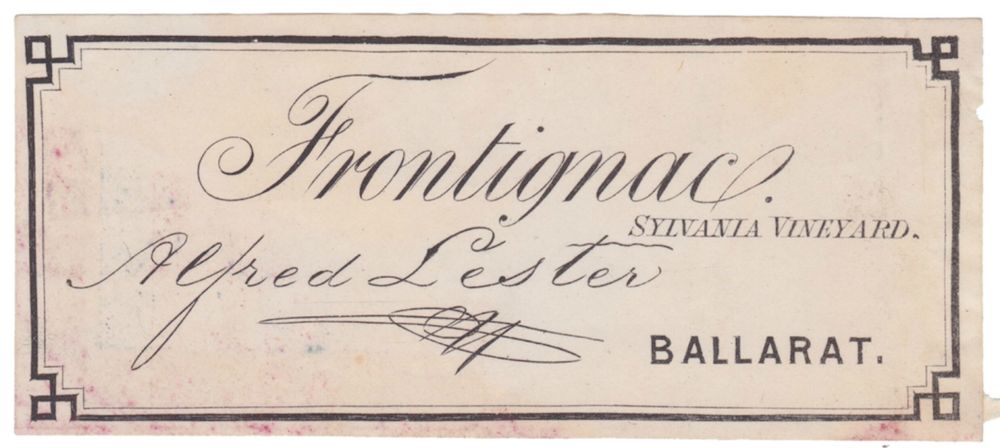 Frontignac.
SYLVANIA VINEYARD.
Alfred Lester
BALLARAT.